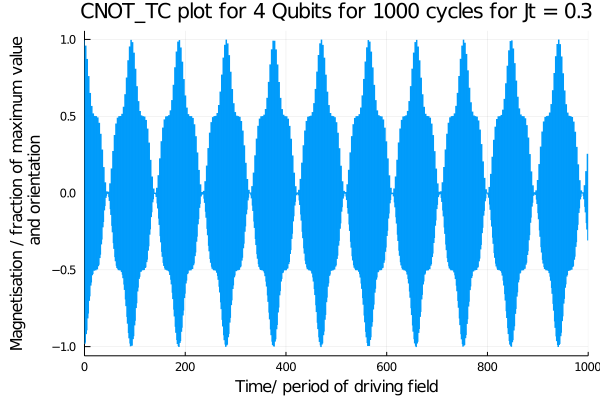 CNOT_TC plot for 4 Qubits for 1000 cycles for Jt = 0.3
Magnetisation / fraction of maximum value
and orientation
1.0
0.5
0.0
−0.5
−1.0
0
200
400
600
800
1000
Time/ period of driving field